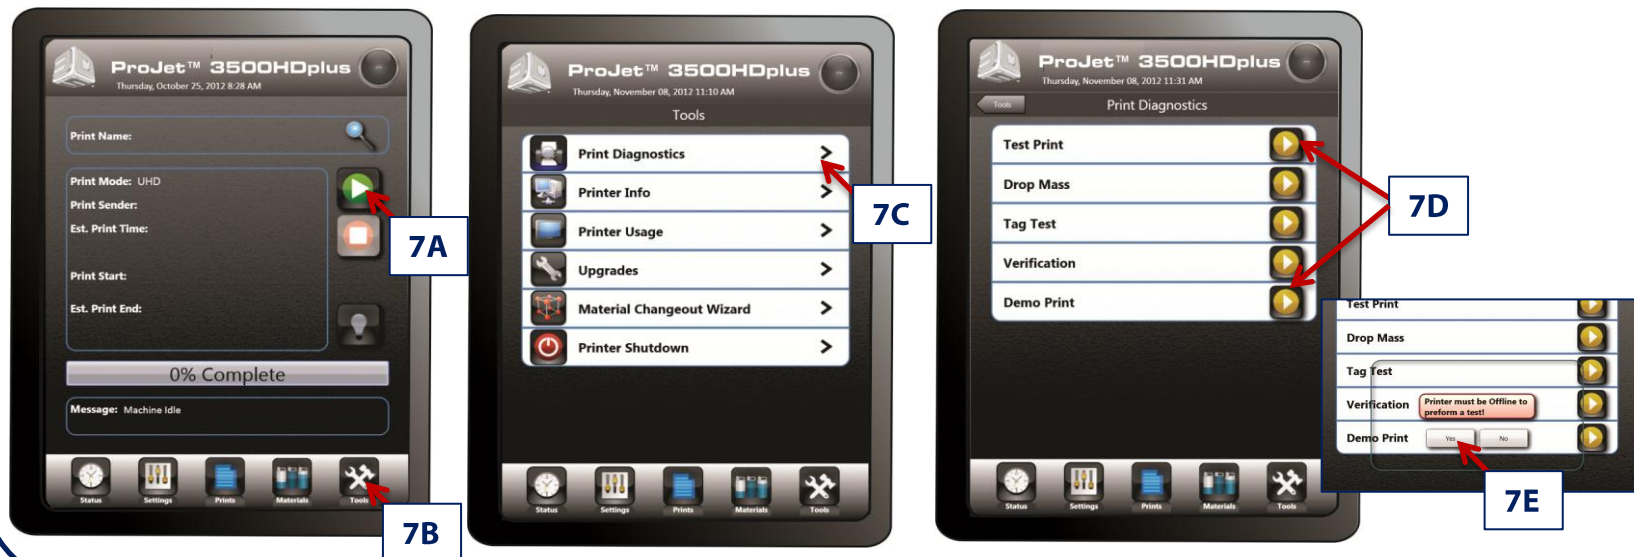 ProJet™ 3500HDplus
Thursday, October 25, 2012 8:28 AM
Print Name:
Print Mode: UHD
Print Sender:
Est. Print Time:
Print Start:
Est. Print End:
0% Complete
Message: Machine Idle
Status Settings Prints Materials Tools
7A
7B
ProJet™ 3500HDplus
Thursday, November 08, 2012 11:10 AM
Tools
Print Diagnostics
Printer Info
Printer Usage
Upgrades
Material Changeout Wizard
Printer Shutdown
Status Settings Prints Materials Tools
7C
ProJet™ 3500HDplus
Thursday, November 08, 2012 11:31 AM
Tools
Print Diagnostics
Test Print
Drop Mass
Tag Test
Verification
Demo Print
Status Settings Prints Materials Tools
7D
Test Print
Drop Mass
Tag Test
Verification
Printer must be Offline to
preform a test!
Demo Print
Yes No
7E